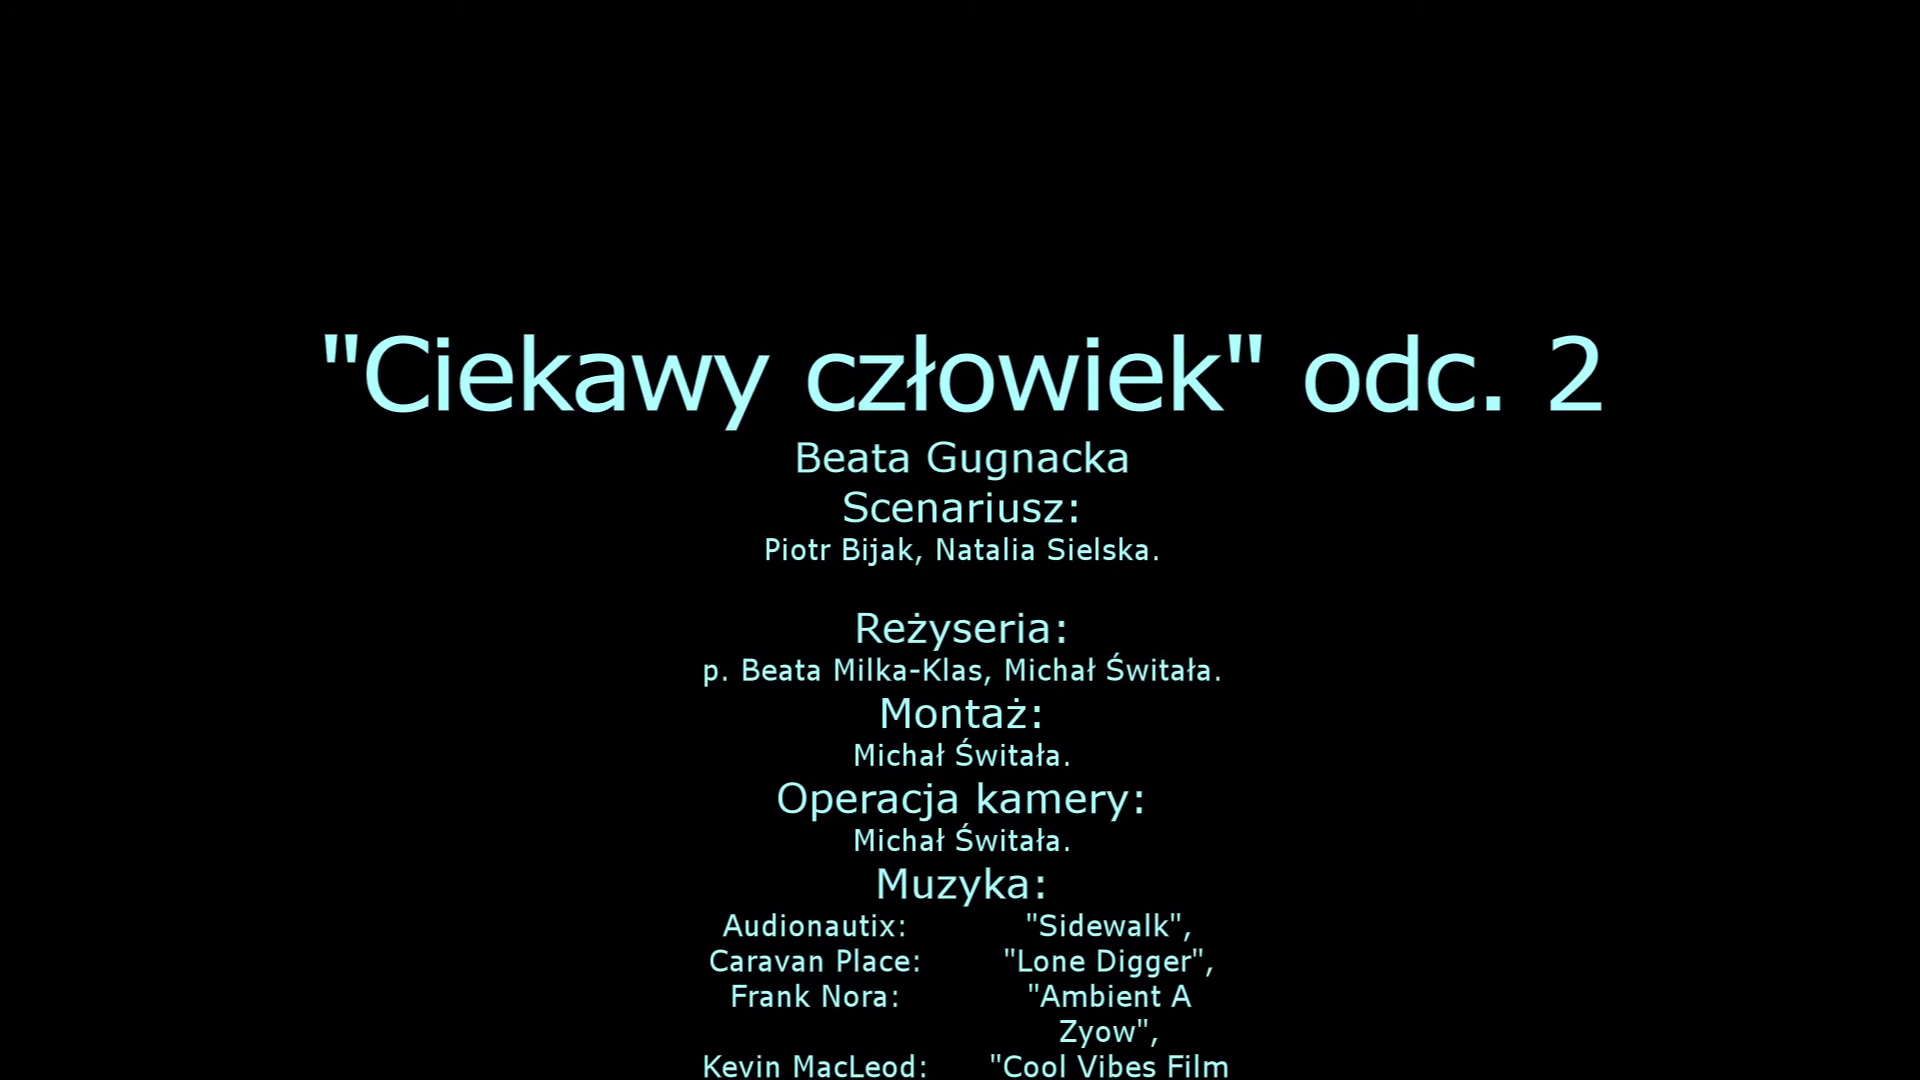 "Ciekawy człowiek" odc. 2
Beata Gugnacka
Scenariusz:
Piotr Bijak, Natalia Sielska.
Reżyseria:
p. Beata Milka-Klas, Michał Świtała.
Montaż:
Michał Świtała.
Operacja kamery:
Michał Świtała.
Muzyka:
Audionautix: "Sidewalk",
Caravan Place: "Lone Digger",
Frank Nora: "Ambient A
Zyow",
Kevin MacLeod: "Cool Vibes Film